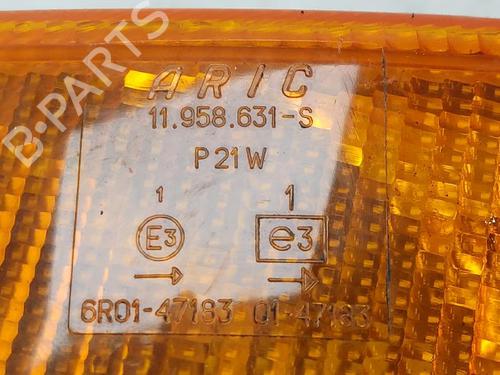 B-PARTS
ARIC
11.958.631-S
P21W
1 1
E3 e3
6R01-47183 01-47183